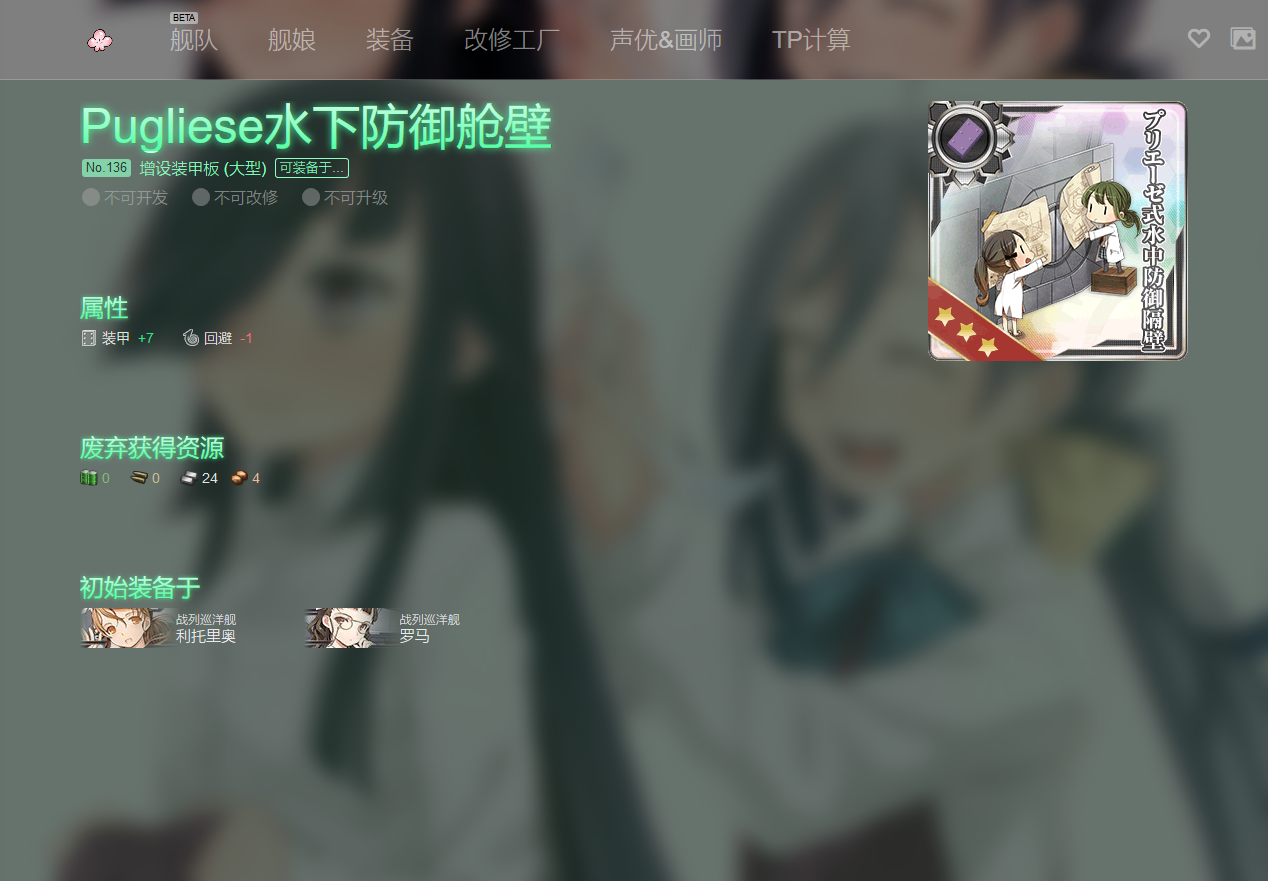 BETA
舰队
舰娘
装备
改修工厂
声优&画师
TP计算
Pugliese水下防御舱壁
No.136 增设装甲板 (大型) 可装备于...
不可开发 不可改修 不可升级
プリエーゼ式水中防御隔壁
属性
装甲 +7 回避 -1
废弃获得资源
0 0 24 4
初始装备于
战列巡洋舰
利托里奥
战列巡洋舰
罗马